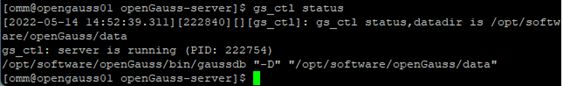 [omm@opengauss01 openGauss-server]$ gs_ctl status
[2022-05-14 14:52:39.311][222840][][gs_ctl]: gs_ctl status,datadir is /opt/softw
are/openGauss/data
gs_ctl: server is running (PID: 222754)
/opt/software/openGauss/bin/gaussdb "-D" "/opt/software/openGauss/data"
[omm@opengauss01 openGauss-server]$